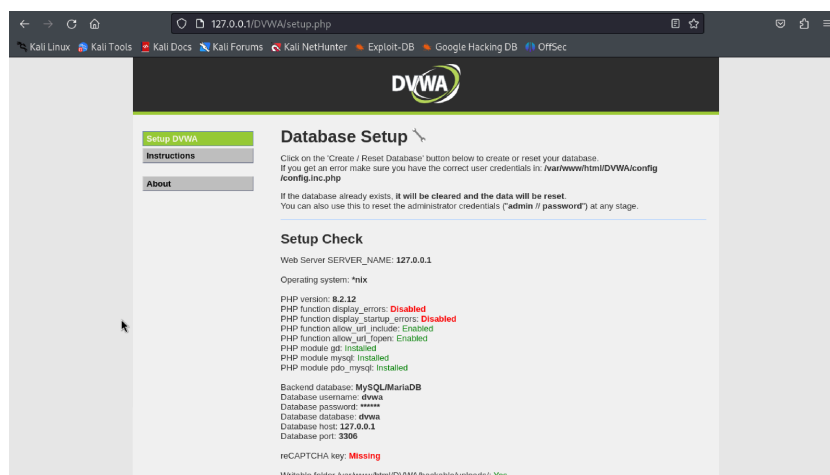 127.0.0.1/DVWA/setup.php
Kali Linux Kali Tools Kali Docs Kali Forums Kali NetHunter Exploit-DB Google Hacking DB OffSec
DVWA
Setup DVWA
Instructions
About
Database Setup
Click on the 'Create / Reset Database' button below to create or reset your database.
If you get an error make sure you have the correct user credentials in: /var/www/html/DVWA/config
/config.inc.php
If the database already exists, it will be cleared and the data will be reset.
You can also use this to reset the administrator credentials ("admin // password") at any stage.
Setup Check
Web Server SERVER_NAME: 127.0.0.1
Operating system: *nix
PHP version: 8.2.12
PHP function display_errors: Disabled
PHP function display_startup_errors: Disabled
PHP function allow_url_include: Enabled
PHP function allow_url_fopen: Enabled
PHP module gd: Installed
PHP module mysql: Installed
PHP module pdo_mysql: Installed
Backend database: MySQL/MariaDB
Database username: dvwa
Database password: ******
Database database: dvwa
Database host: 127.0.0.1
Database port: 3306
reCAPTCHA key: Missing